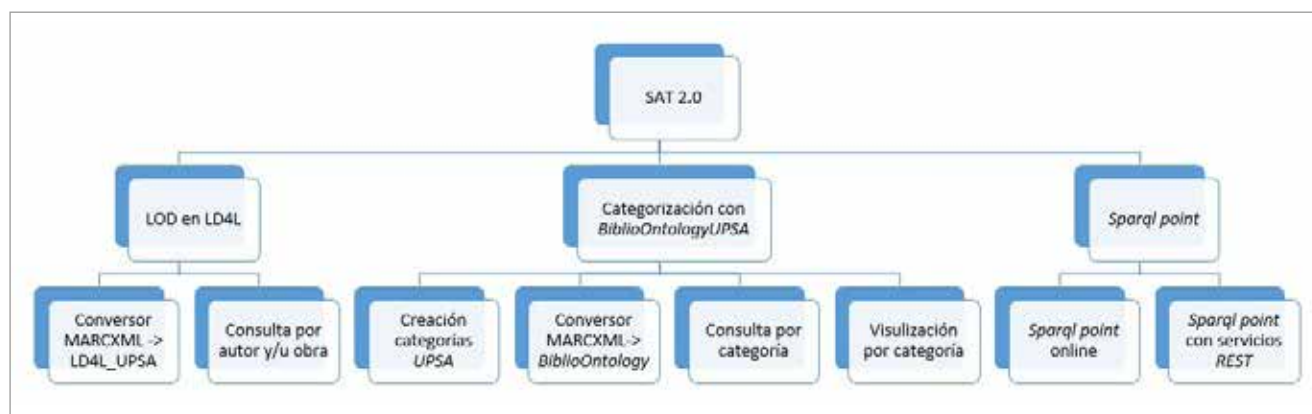 SAT 2.0
LOD en LD4L
Categorización con
BiblioOntologyUPSA
Sparql point
Conversor
MARCXML ->
LD4L_UPSA
Consulta por
autor y/u obra
Creación
categorías
UPSA
Conversor
MARCXML->
BiblioOntology
Consulta por
categoría
Visulización
por categoría
Sparql point
online
Sparql point
con servicios
REST